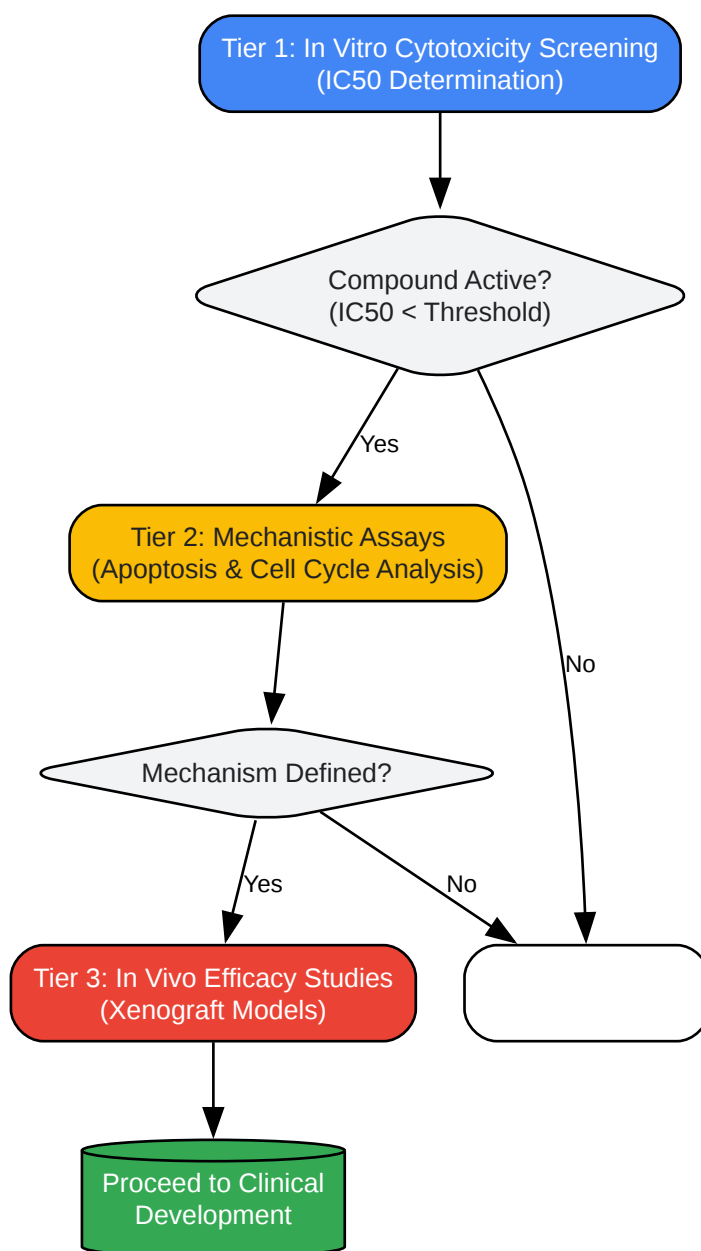 Tier 1: In Vitro Cytotoxicity Screening
(IC50 Determination)
Compound Active?
(IC50 < Threshold)
Yes
Tier 2: Mechanistic Assays
(Apoptosis & Cell Cycle Analysis)
No
Mechanism Defined?
Yes
No
Tier 3: In Vivo Efficacy Studies
(Xenograft Models)
Proceed to Clinical
Development